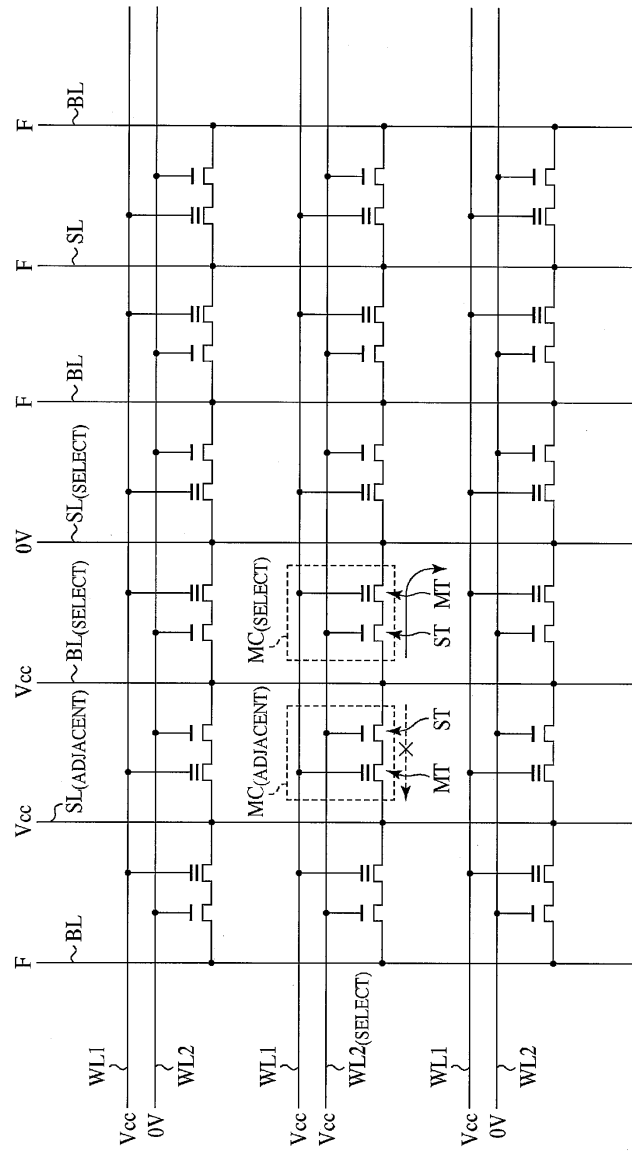 F
F
F
0V
Vcc
Vcc
F
BL
SL
BL
SL(SELECT)
BL(SELECT)
SL(ADJACENT)
BL
MC(SELECT)
MT
ST
MC(ADJACENT)
ST
MT
WL2(SELECT)
WL1
WL2
WL1
WL1
WL2
Vcc
0V
Vcc
Vcc
Vcc
0V